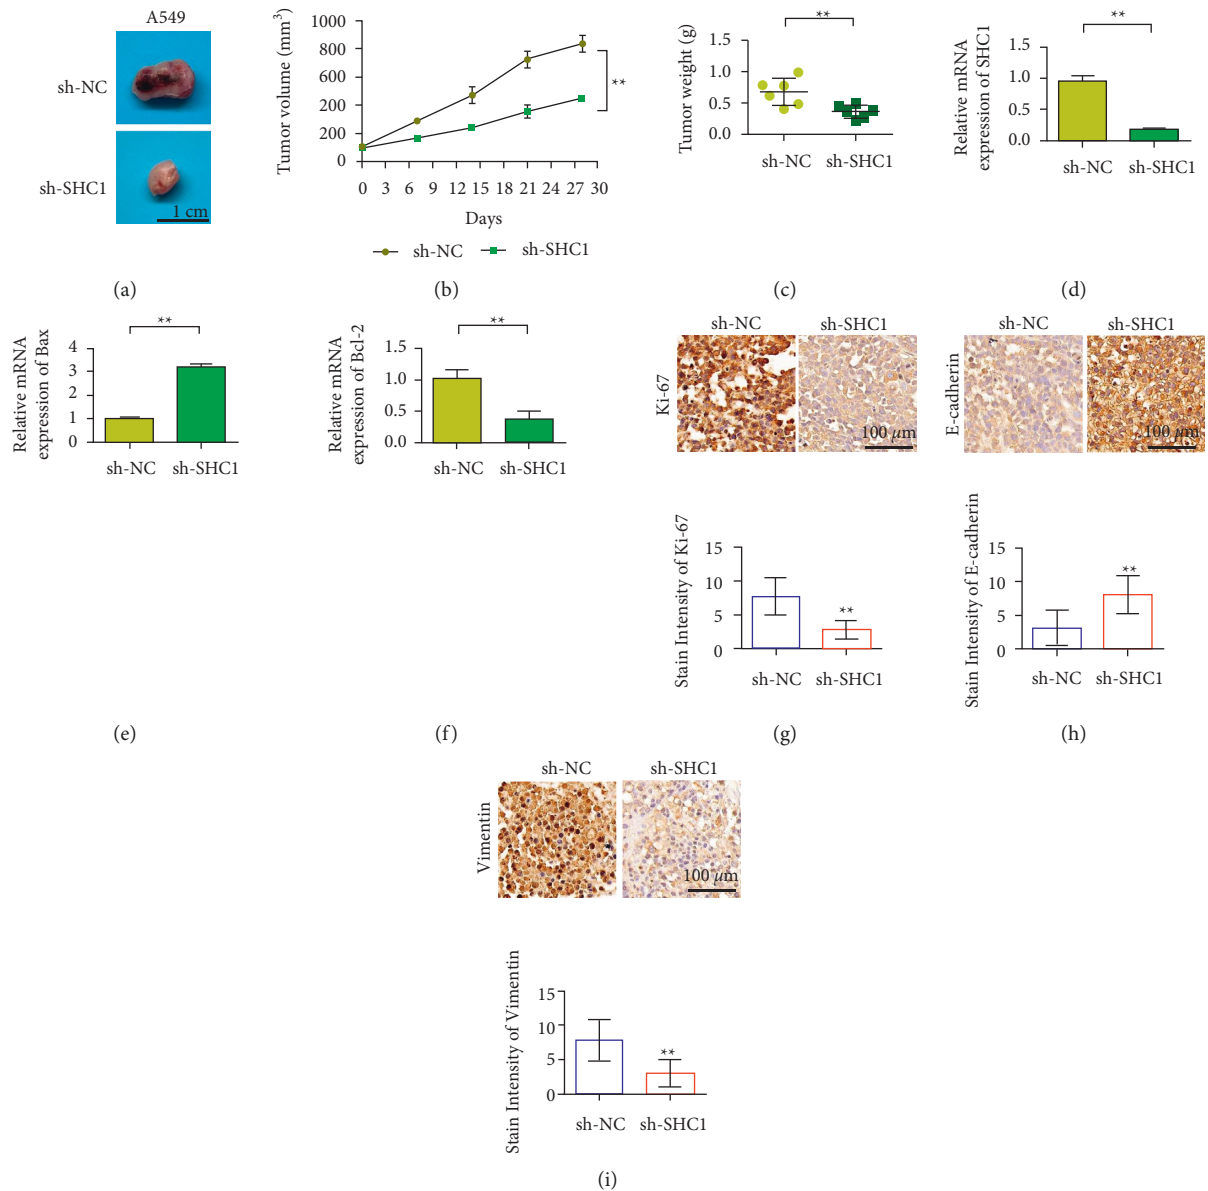 A549
sh-NC
sh-SHC1
1 cm
(a)
Tumor volume (mm³)
1000
800
600
200
200
0
0 3 6 9 12 15 18 21 24 27 30
Days
**
sh-NC sh-SHC1
(b)
Tumor weight (g)
1.5
1.0
0.5
0.0
**
sh-NC sh-SHC1
(c)
Relative mRNA
expression of SHC1
1.5
1.0
0.5
0.0
**
sh-NC sh-SHC1
(d)
Relative mRNA
expression of Bax
4
3
2
1
0
**
sh-NC sh-SHC1
(e)
Relative mRNA
expression of Bcl-2
1.5
1.0
0.5
0.0
**
sh-NC sh-SHC1
(f)
sh-NC sh-SHC1
Ki-67
100 µm
Stain Intensity of Ki-67
15
10
5
0
**
sh-NC sh-SHC1
(g)
sh-NC sh-SHC1
E-cadherin
100 µm
Stain Intensity of E-cadherin
15
10
5
0
**
sh-NC sh-SHC1
(h)
sh-NC sh-SHC1
Vimentin
100 µm
Stain Intensity of Vimentin
15
10
5
0
**
sh-NC sh-SHC1
(i)